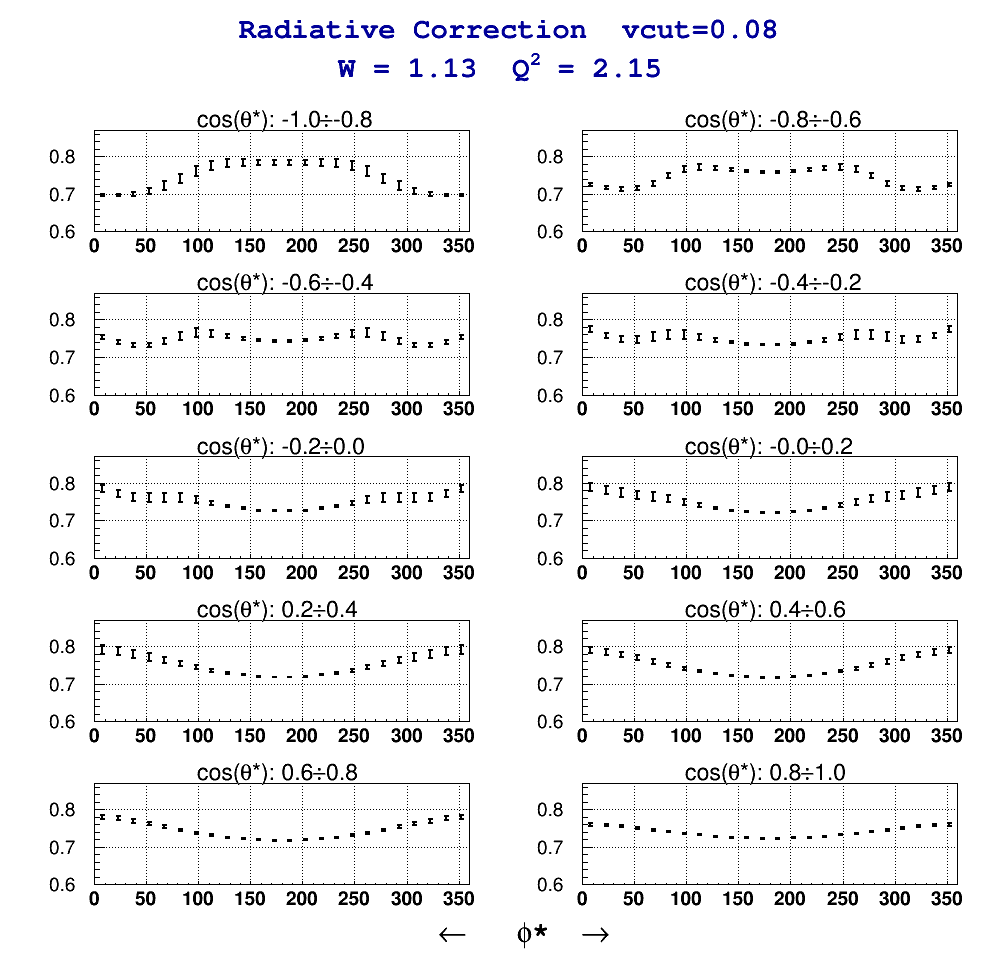 Radiative Correction vcut=0.08
W = 1.13 Q² = 2.15
cos(θ*): -1.0÷-0.8
0.8
0.7
0.6
0 50 100 150 200 250 300 350
cos(θ*): -0.8÷-0.6
0.8
0.7
0.6
0 50 100 150 200 250 300 350
cos(θ*): -0.6÷-0.4
0.8
0.7
0.6
0 50 100 150 200 250 300 350
cos(θ*): -0.4÷-0.2
0.8
0.7
0.6
0 50 100 150 200 250 300 350
cos(θ*): -0.2÷0.0
0.8
0.7
0.6
0 50 100 150 200 250 300 350
cos(θ*): -0.0÷0.2
0.8
0.7
0.6
0 50 100 150 200 250 300 350
cos(θ*): 0.2÷0.4
0.8
0.7
0.6
0 50 100 150 200 250 300 350
cos(θ*): 0.4÷0.6
0.8
0.7
0.6
0 50 100 150 200 250 300 350
cos(θ*): 0.6÷0.8
0.8
0.7
0.6
0 50 100 150 200 250 300 350
cos(θ*): 0.8÷1.0
0.8
0.7
0.6
0 50 100 150 200 250 300 350
← ϕ* →